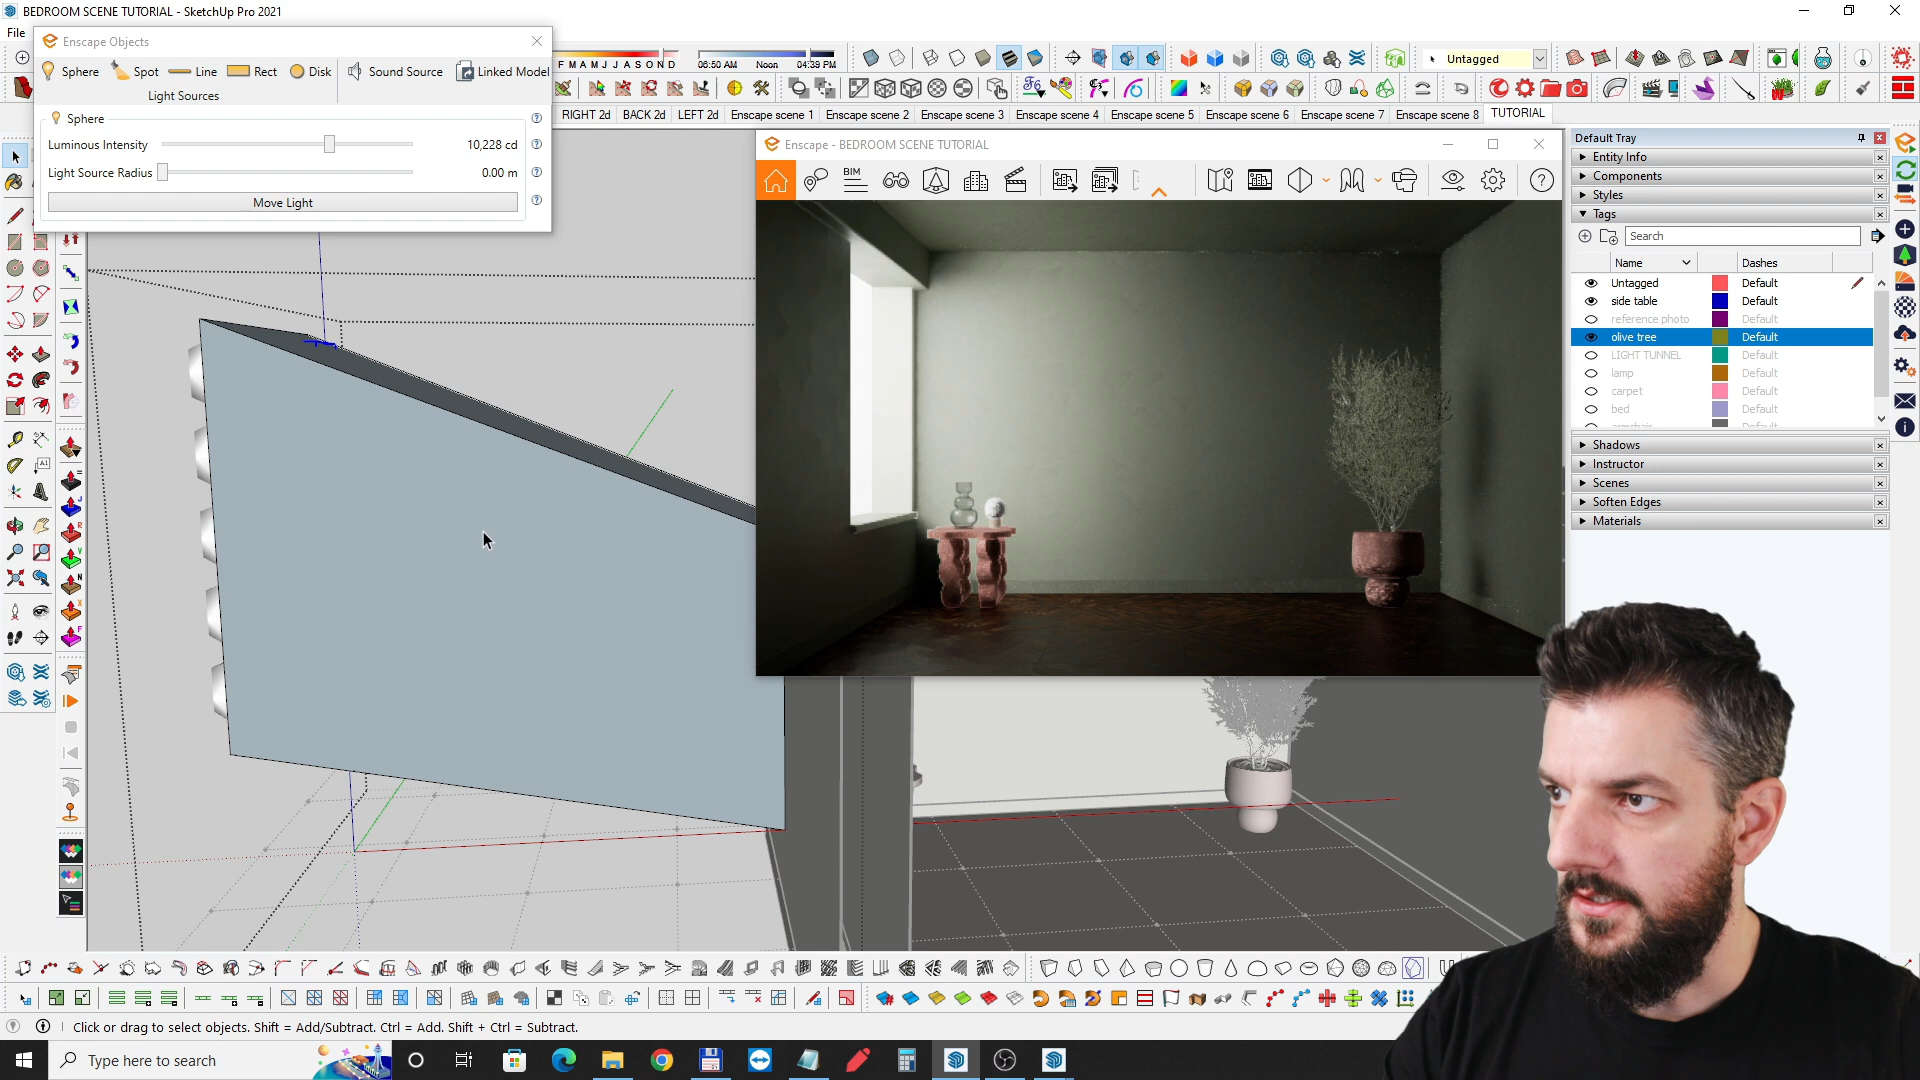 BEDROOM SCENE TUTORIAL - SketchUp Pro 2021
File
Enscape Objects
Sphere
Spot
Line
Rect
Disk
Sound Source
Linked Model
Light Sources
Sphere
Luminous Intensity
10,228 cd
Light Source Radius
0.00 m
Move Light
F M A M J J A S O N D
06:50 AM
Noon
04:39 PM
Untagged
RIGHT 2d
BACK 2d
LEFT 2d
Enscape scene 1
Enscape scene 2
Enscape scene 3
Enscape scene 4
Enscape scene 5
Enscape scene 6
Enscape scene 7
Enscape scene 8
TUTORIAL
Enscape - BEDROOM SCENE TUTORIAL
BIM
Default Tray
Entity Info
Components
Styles
Tags
Search
Name
Dashes
Untagged
Default
side table
Default
reference photo
Default
olive tree
Default
LIGHT TUNNEL
Default
lamp
Default
carpet
Default
bed
Default
Shadows
Instructor
Scenes
Soften Edges
Materials
Click or drag to select objects. Shift = Add/Subtract. Ctrl = Add. Shift + Ctrl = Subtract.
Type here to search